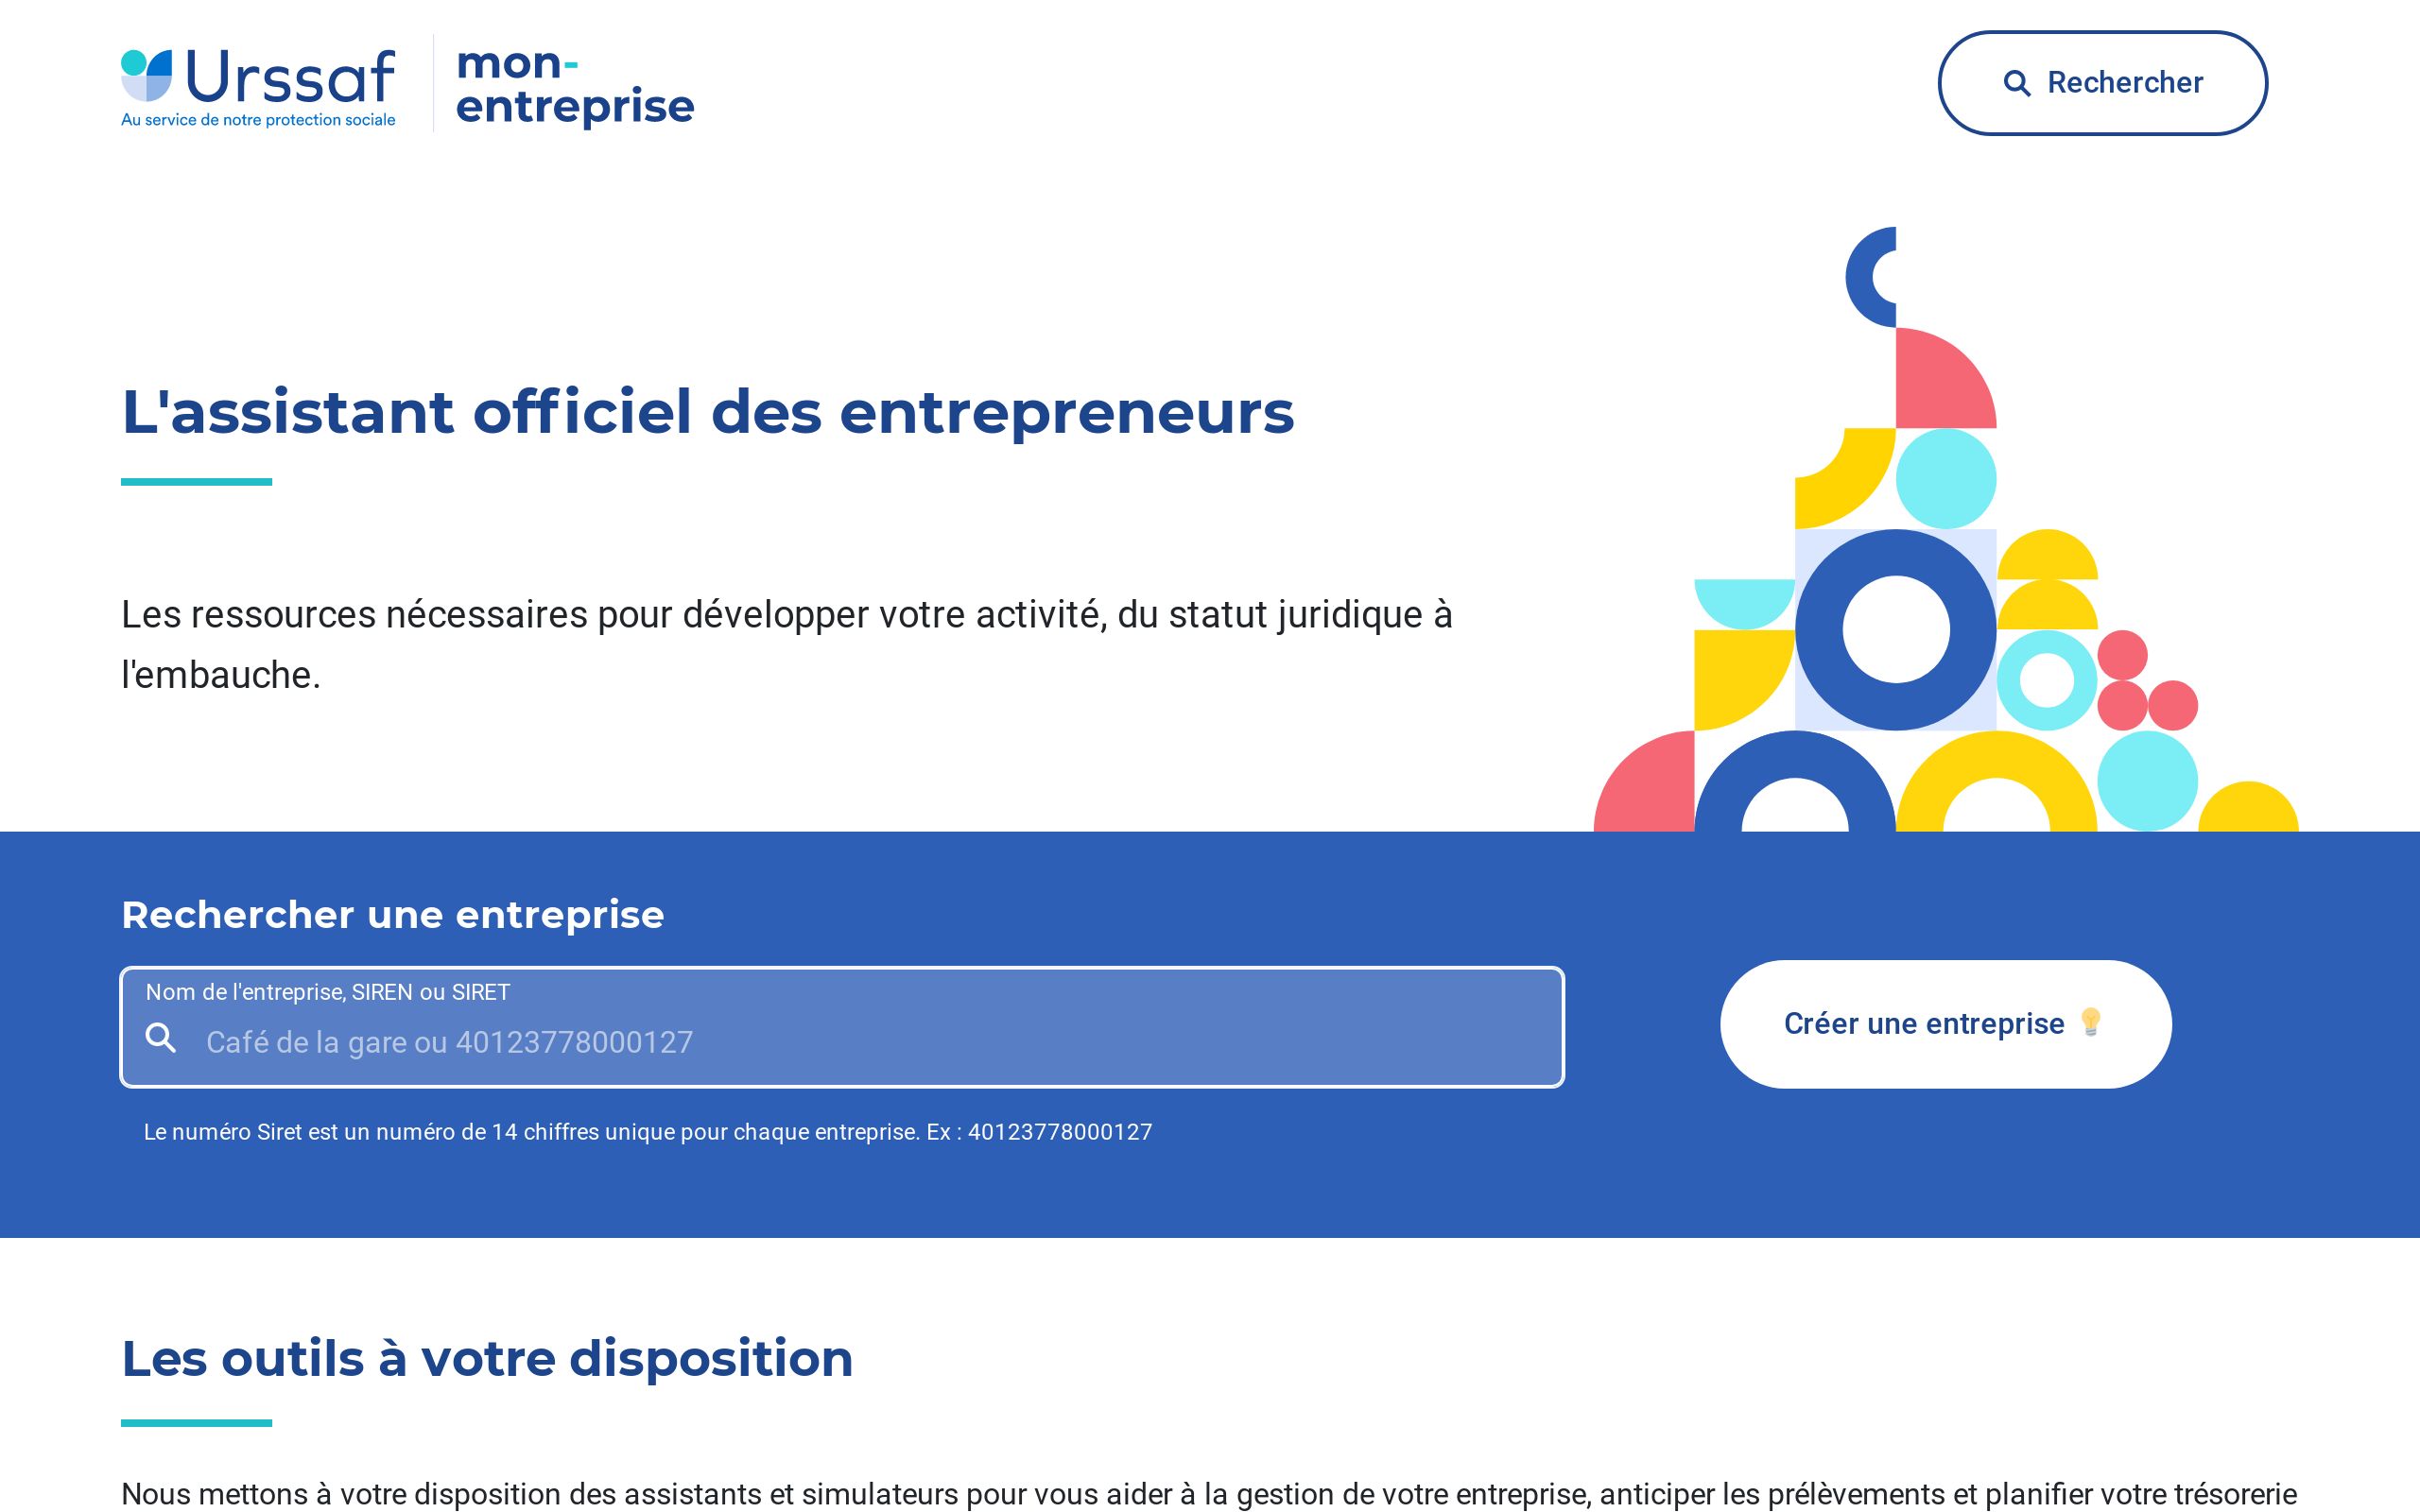 Urssaf
Au service de notre protection sociale
mon-
entreprise
Rechercher
L'assistant officiel des entrepreneurs
Les ressources nécessaires pour développer votre activité, du statut juridique à
l'embauche.
Rechercher une entreprise
Nom de l'entreprise, SIREN ou SIRET
Café de la gare ou 40123778000127
Créer une entreprise
Le numéro Siret est un numéro de 14 chiffres unique pour chaque entreprise. Ex : 40123778000127
Les outils à votre disposition
Nous mettons à votre disposition des assistants et simulateurs pour vous aider à la gestion de votre entreprise, anticiper les prélèvements et planifier votre trésorerie